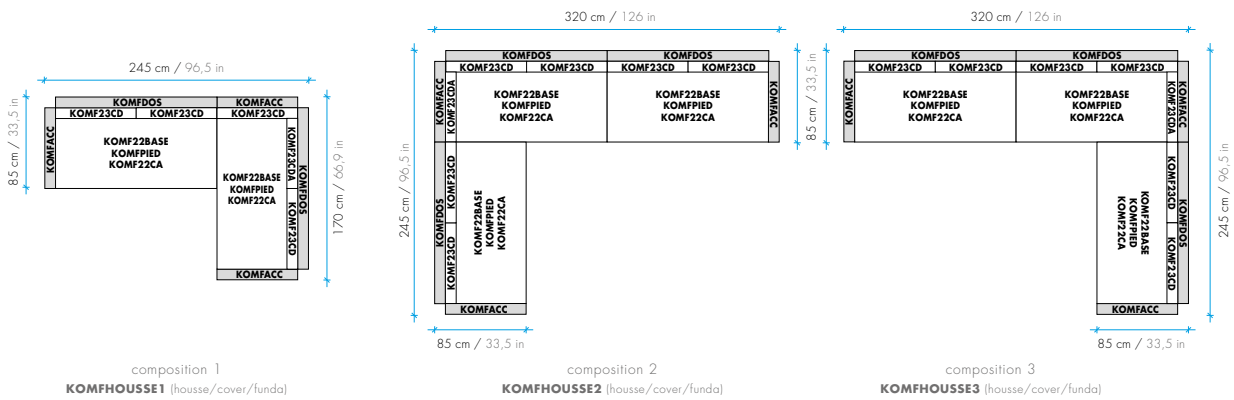 245 cm / 96,5 in
85 cm / 33,5 in
KOMFDOS
KOMFACC
KOMF23CD
KOMF23CD
KOMF23CD
KOMFACC
KOMF22BASE
KOMFPIED
KOMF22CA
KOMF22BASE
KOMFPIED
KOMF22CA
KOMF23CDA
KOMF23CD
KOMFDOS
KOMFACC
170 cm / 66,9 in
composition 1
KOMFHOUSSE1 (housse/cover/funda)
320 cm / 126 in
245 cm / 96,5 in
KOMFDOS
KOMFDOS
KOMF23CD
KOMF23CD
KOMF23CD
KOMF23CD
KOMFACC
KOMF23CDA
KOMF22BASE
KOMFPIED
KOMF22CA
KOMF22BASE
KOMFPIED
KOMF22CA
KOMFACC
85 cm / 33,5 in
KOMFDOS
KOMF23CD
KOMF23CD
KOMF22BASE
KOMFPIED
KOMF22CA
KOMFACC
85 cm / 33,5 in
composition 2
KOMFHOUSSE2 (housse/cover/funda)
320 cm / 126 in
KOMFDOS
KOMFDOS
KOMF23CD
KOMF23CD
KOMF23CD
KOMF23CD
KOMFACC
KOMF22BASE
KOMFPIED
KOMF22CA
KOMF22BASE
KOMFPIED
KOMF22CA
KOMF23CDA
KOMFACC
KOMF22BASE
KOMFPIED
KOMF22CA
KOMF23CD
KOMF23CD
KOMFDOS
245 cm / 96,5 in
KOMFACC
85 cm / 33,5 in
composition 3
KOMFHOUSSE3 (housse/cover/funda)